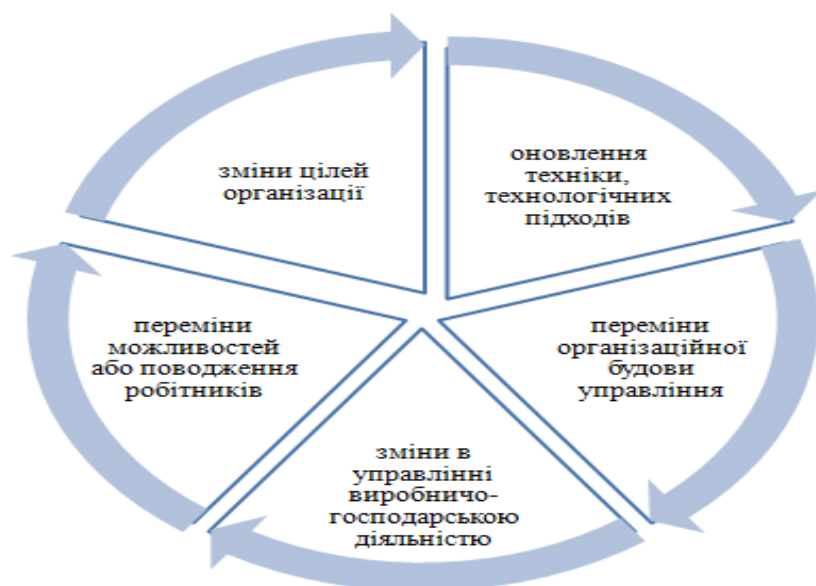 зміни цілей
організації
оновлення
техніки,
технологічних
підходів
переміни
можливостей
або поводження
робітників
переміни
організаційної
будови
управління
зміни в
управлінні
виробничо-
господарською
діяльністю